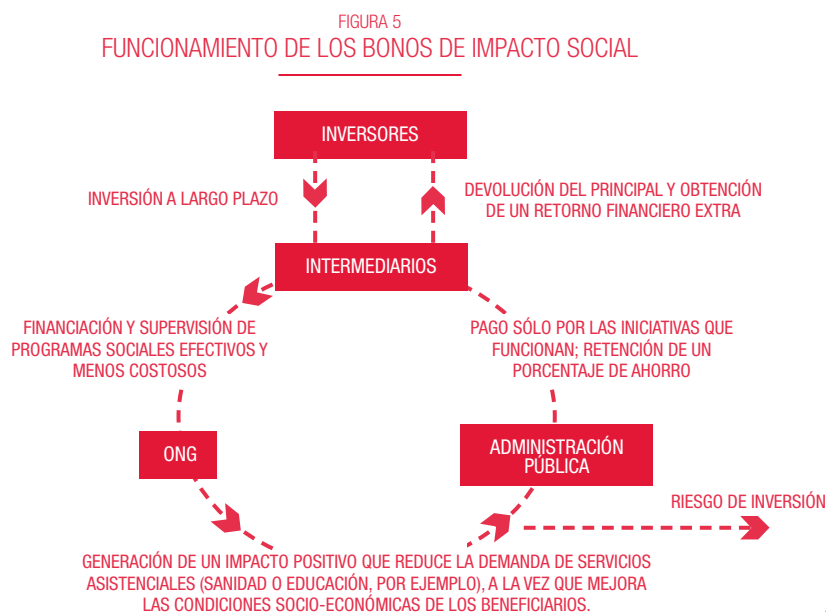 FIGURA 5
FUNCIONAMIENTO DE LOS BONOS DE IMPACTO SOCIAL
INVERSORES
INVERSIÓN A LARGO PLAZO
DEVOLUCIÓN DEL PRINCIPAL Y OBTENCIÓN
DE UN RETORNO FINANCIERO EXTRA
INTERMEDIARIOS
FINANCIACIÓN Y SUPERVISIÓN DE
PROGRAMAS SOCIALES EFECTIVOS Y
MENOS COSTOSOS
PAGO SÓLO POR LAS INICIATIVAS QUE
FUNCIONAN; RETENCIÓN DE UN
PORCENTAJE DE AHORRO
ONG
ADMINISTRACIÓN
PÚBLICA
RIESGO DE INVERSIÓN
GENERACIÓN DE UN IMPACTO POSITIVO QUE REDUCE LA DEMANDA DE SERVICIOS
ASISTENCIALES (SANIDAD O EDUCACIÓN, POR EJEMPLO), A LA VEZ QUE MEJORA
LAS CONDICIONES SOCIO-ECONÓMICAS DE LOS BENEFICIARIOS.